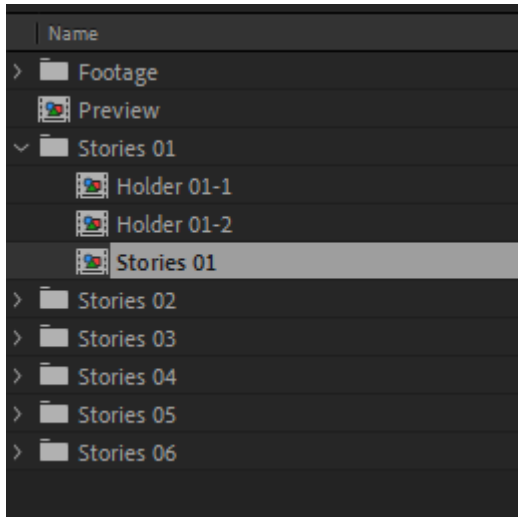 Name
Footage
Preview
Stories 01
Holder 01-1
Holder 01-2
Stories 01
Stories 02
Stories 03
Stories 04
Stories 05
Stories 06